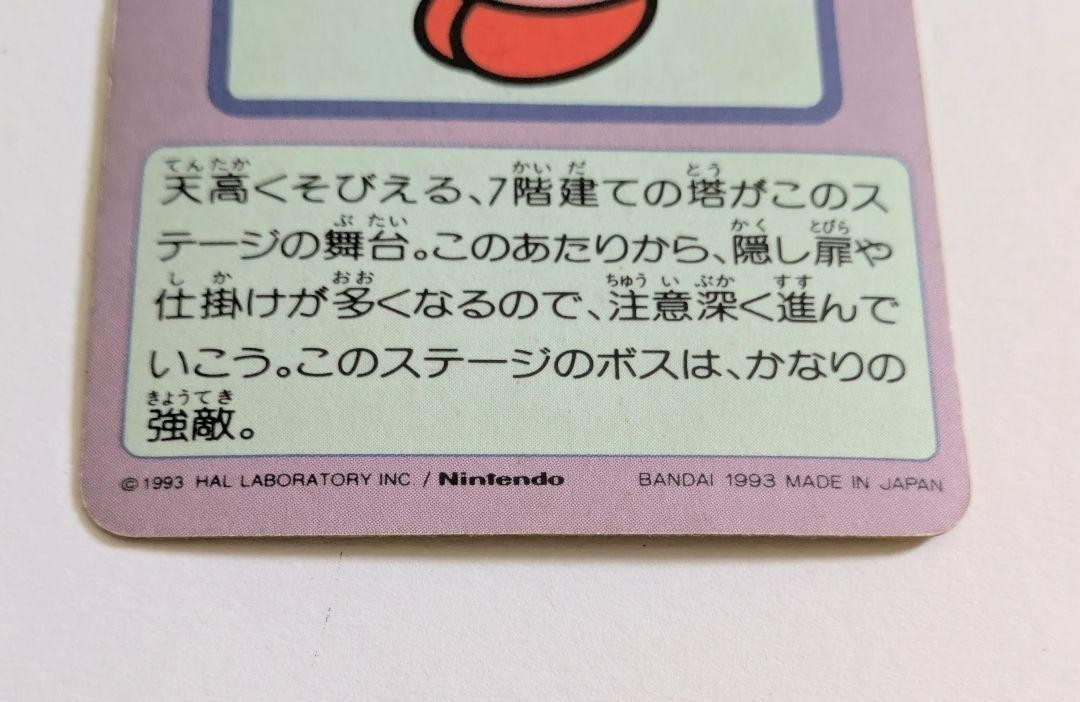 天高くそびえる、7階建ての塔がこのス
テージの舞台。このあたりから、隠し扉や
仕掛けが多くなるので、注意深く進んで
いこう。このステージのボスは、かなりの
強敵。
©1993 HAL LABORATORY INC / Nintendo
BANDAI 1993 MADE IN JAPAN